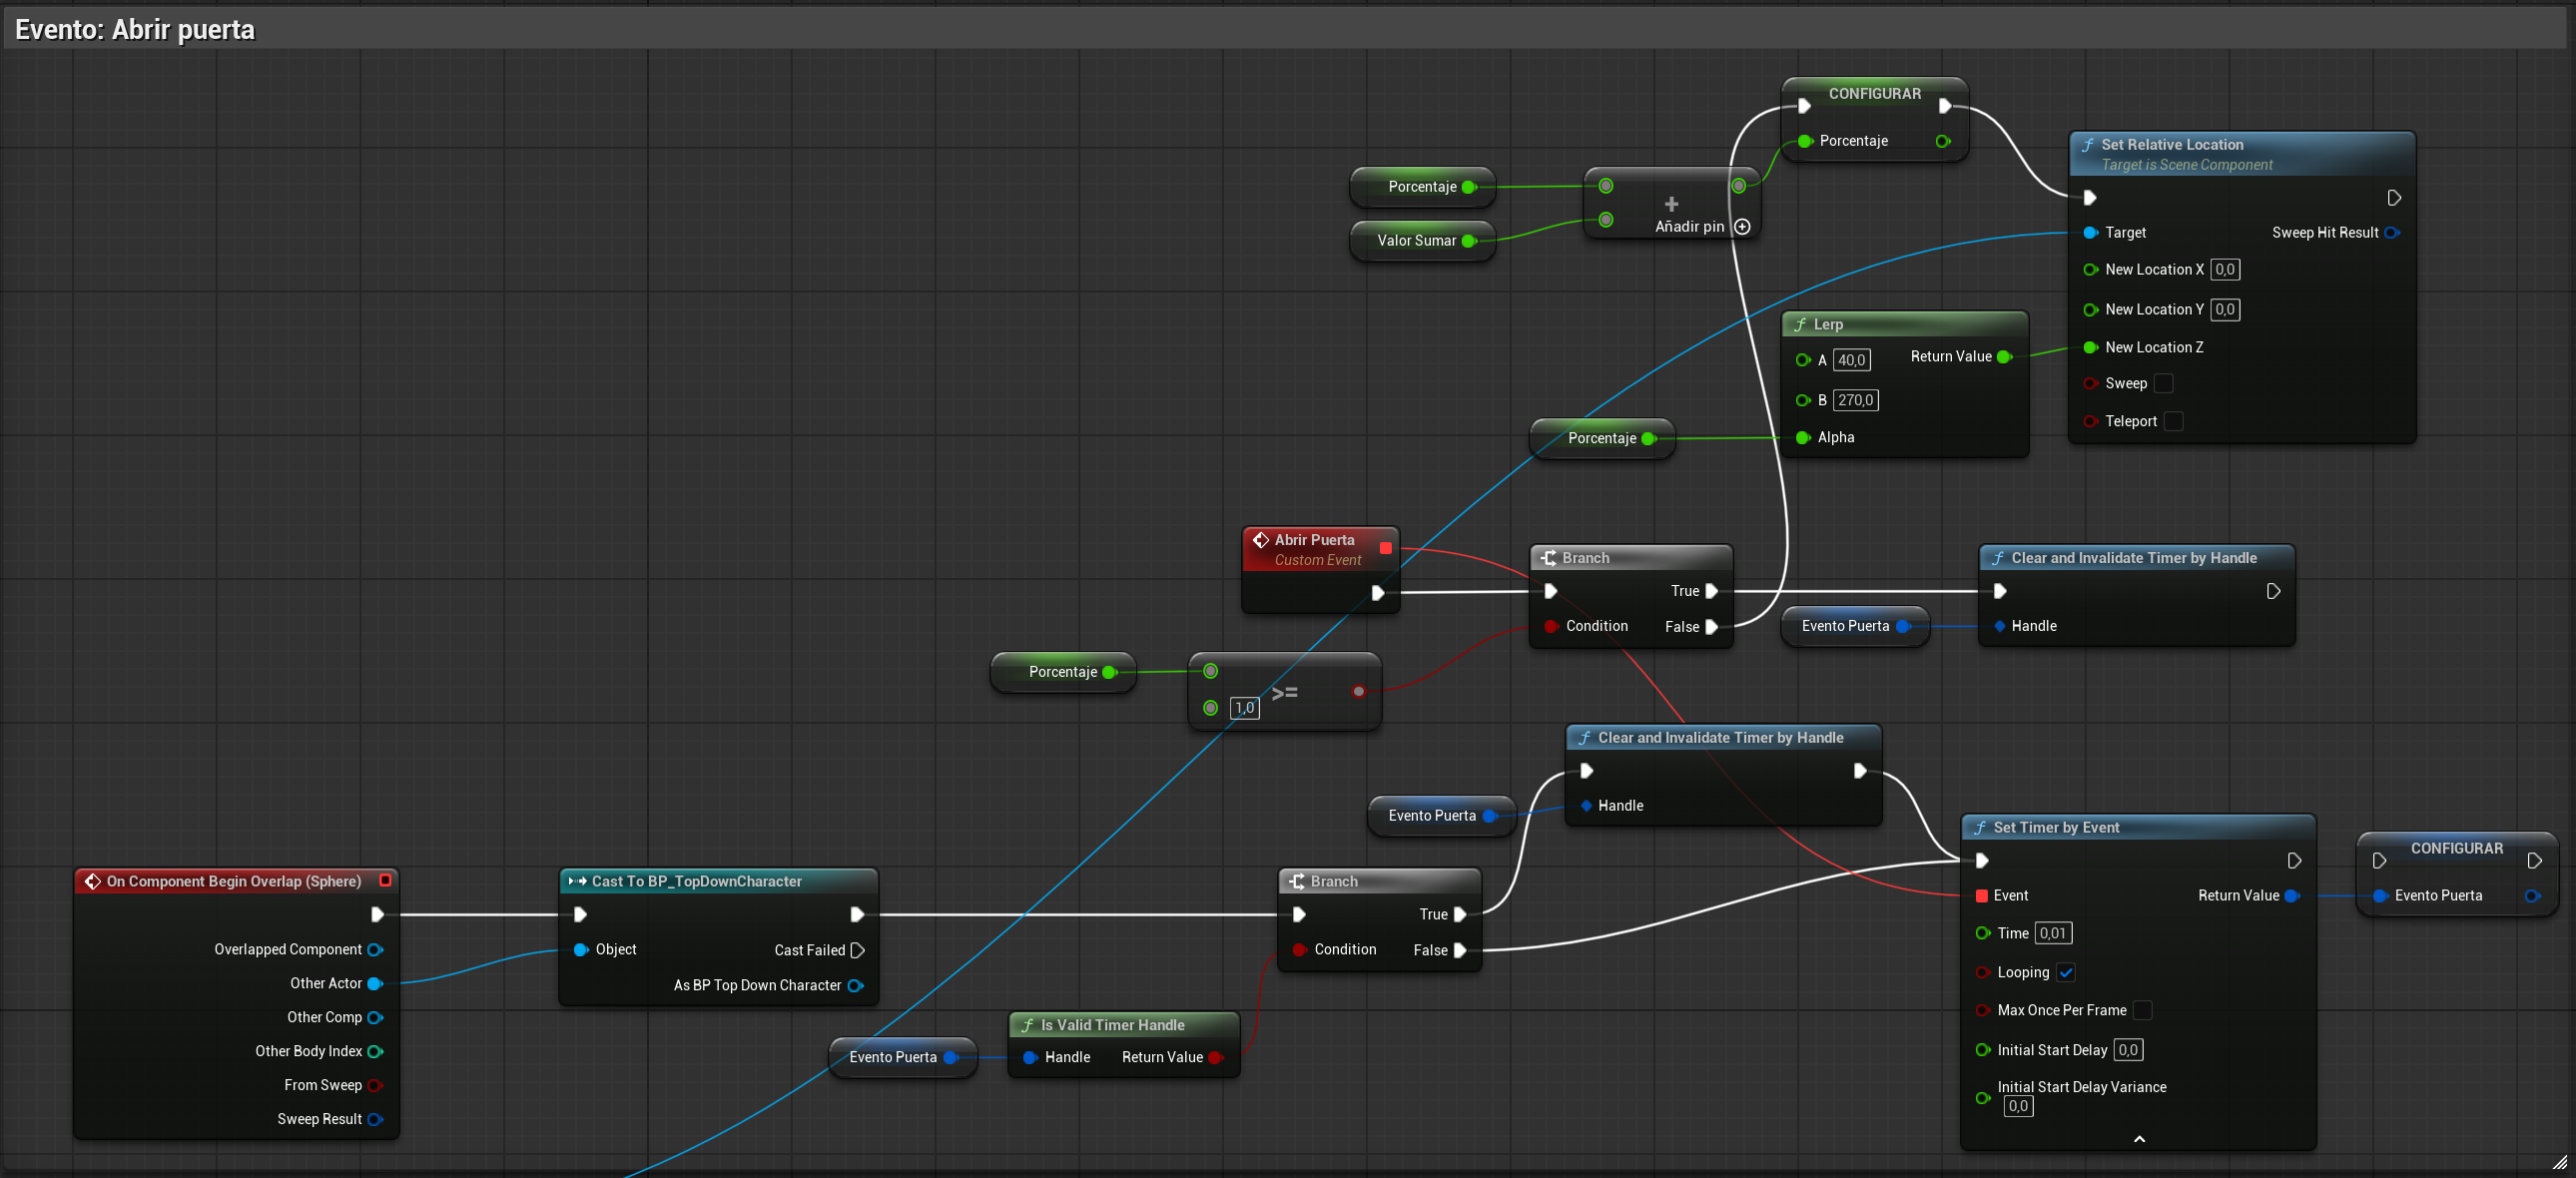 Evento: Abrir puerta
CONFIGURAR
Porcentaje
Porcentaje
Valor Sumar
Añadir pin
Set Relative Location
Target is Scene Component
Target
Sweep Hit Result
New Location X 0,0
New Location Y 0,0
New Location Z
Sweep
Teleport
Lerp
A 40,0
Return Value
B 270,0
Alpha
Porcentaje
Abrir Puerta
Custom Event
Branch
True
Condition
False
Evento Puerta
Clear and Invalidate Timer by Handle
Handle
Porcentaje
>=
1,0
Clear and Invalidate Timer by Handle
Handle
Evento Puerta
On Component Begin Overlap (Sphere)
Overlapped Component
Other Actor
Other Comp
Other Body Index
From Sweep
Sweep Result
Cast To BP_TopDownCharacter
Object
Cast Failed
As BP Top Down Character
Evento Puerta
Is Valid Timer Handle
Handle
Return Value
Branch
True
Condition
False
Set Timer by Event
Event
Return Value
Time 0,01
Looping
Max Once Per Frame
Initial Start Delay 0,0
Initial Start Delay Variance
0,0
CONFIGURAR
Evento Puerta